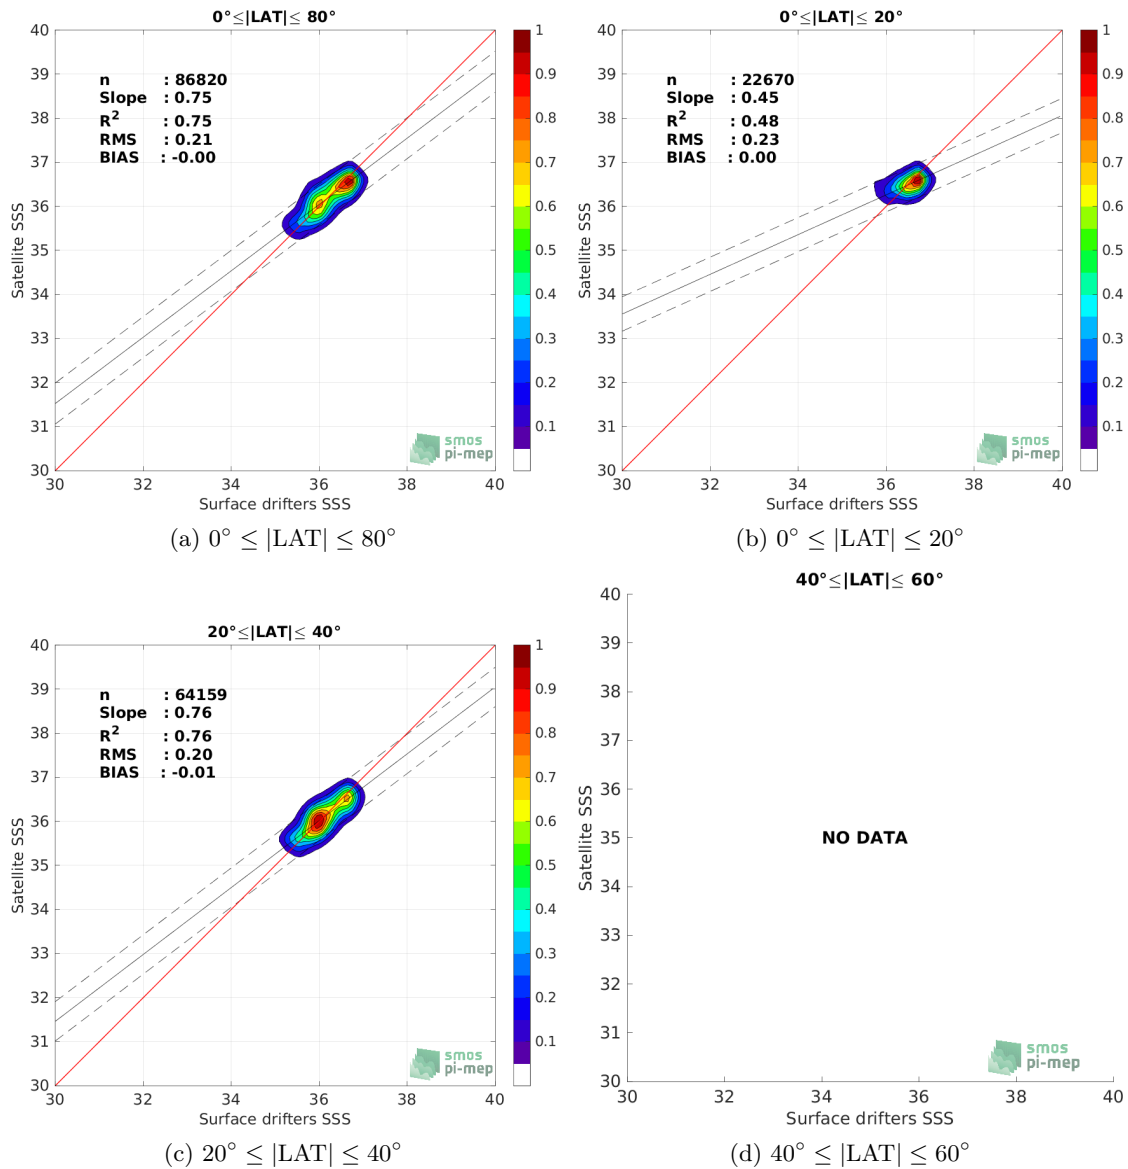 0°≤|LAT|≤ 80°
40
39
38
37
36
35
34
33
32
31
30
Satellite SSS
n : 86820
Slope : 0.75
R² : 0.75
RMS : 0.21
BIAS : -0.00
smos
pi-mep
30 32 34 36 38 40
Surface drifters SSS
1
0.9
0.8
0.7
0.6
0.5
0.4
0.3
0.2
0.1
(a) 0° ≤ |LAT| ≤ 80°
0°≤|LAT|≤ 20°
40
39
38
37
36
35
34
33
32
31
30
Satellite SSS
n : 22670
Slope : 0.45
R² : 0.48
RMS : 0.23
BIAS : 0.00
smos
pi-mep
30 32 34 36 38 40
Surface drifters SSS
1
0.9
0.8
0.7
0.6
0.5
0.4
0.3
0.2
0.1
(b) 0° ≤ |LAT| ≤ 20°
20°≤|LAT|≤ 40°
40
39
38
37
36
35
34
33
32
31
30
Satellite SSS
n : 64159
Slope : 0.76
R² : 0.76
RMS : 0.20
BIAS : -0.01
smos
pi-mep
30 32 34 36 38 40
Surface drifters SSS
1
0.9
0.8
0.7
0.6
0.5
0.4
0.3
0.2
0.1
(c) 20° ≤ |LAT| ≤ 40°
40°≤|LAT|≤ 60°
40
39
38
37
36
35
34
33
32
31
30
Satellite SSS
NO DATA
smos
pi-mep
30 32 34 36 38 40
Surface drifters SSS
(d) 40° ≤ |LAT| ≤ 60°